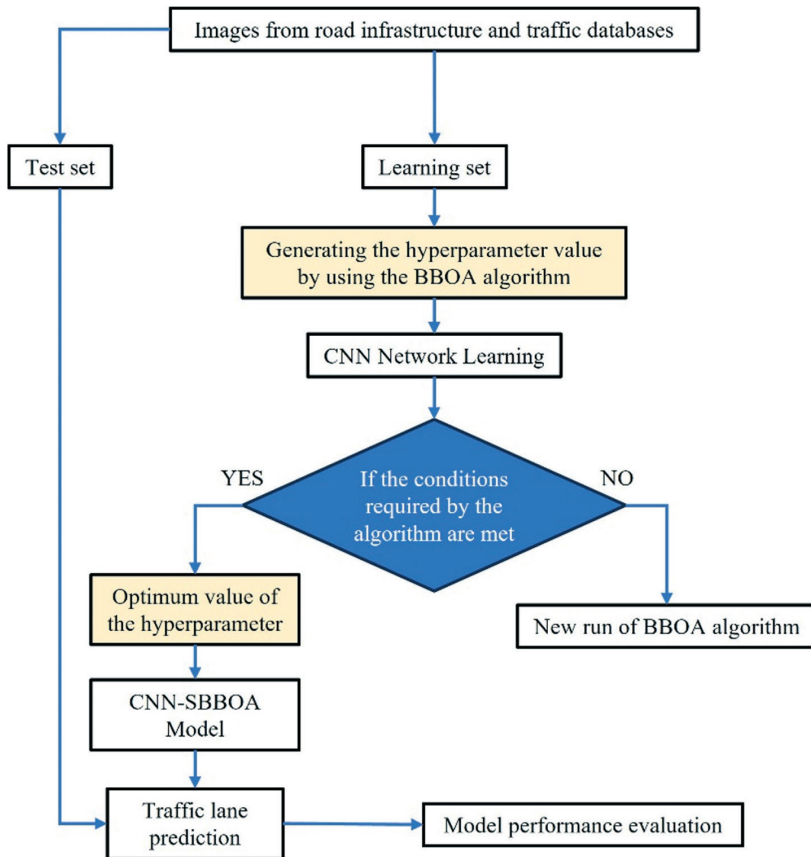 Images from road infrastructure and traffic databases
Test set
Learning set
Generating the hyperparameter value
by using the BBOA algorithm
CNN Network Learning
YES
If the conditions
required by the
algorithm are met
NO
Optimum value of
the hyperparameter
New run of BBOA algorithm
CNN-SBBOA
Model
Traffic lane
prediction
Model performance evaluation